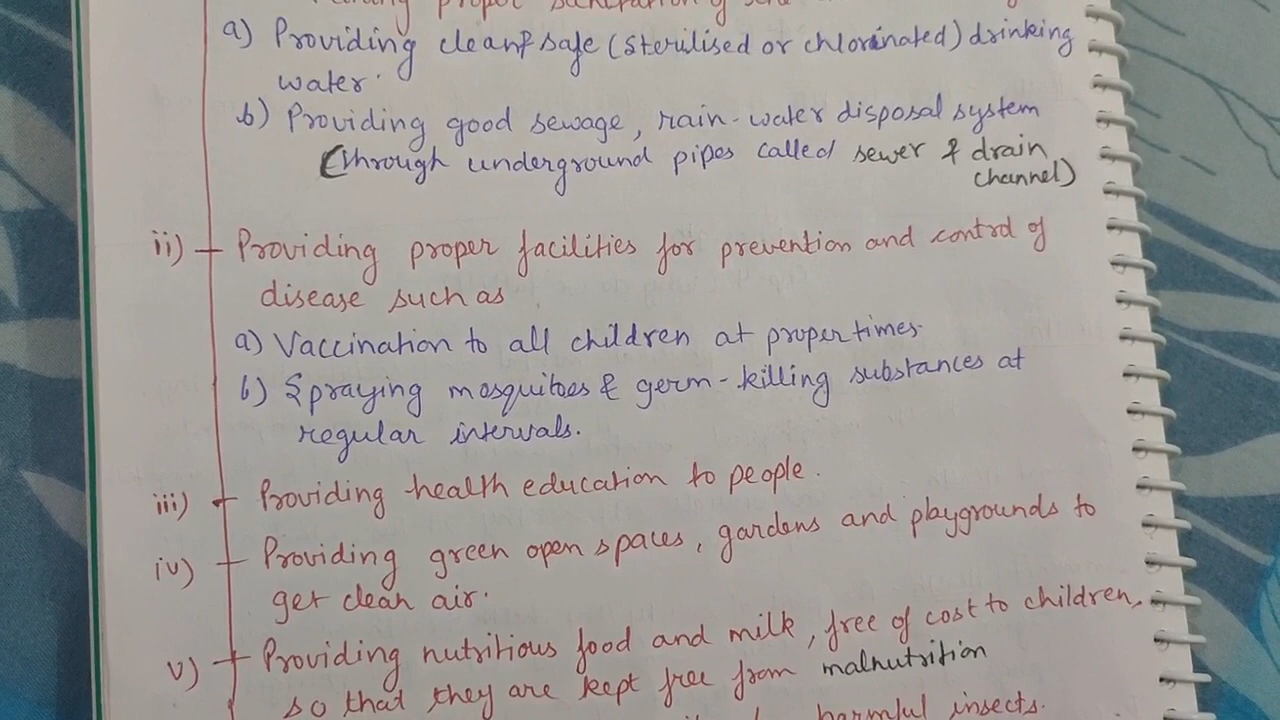 a) Providing clean & safe (Sterilised or chlorinated) drinking
water.
b) Providing good sewage, rain-water disposal system
(through underground pipes called sewer & drain
channel)
ii) Providing proper facilities for prevention and control of
disease such as
a) Vaccination to all children at proper times.
b) Spraying mosquitoes & germ-killing substances at
regular intervals.
iii) Providing health education to people.
iv) Providing green open spaces, gardens and playgrounds to
get clean air.
v) Providing nutritious food and milk, free of cost to children,
so that they are kept free from malnutrition
harmful insects.